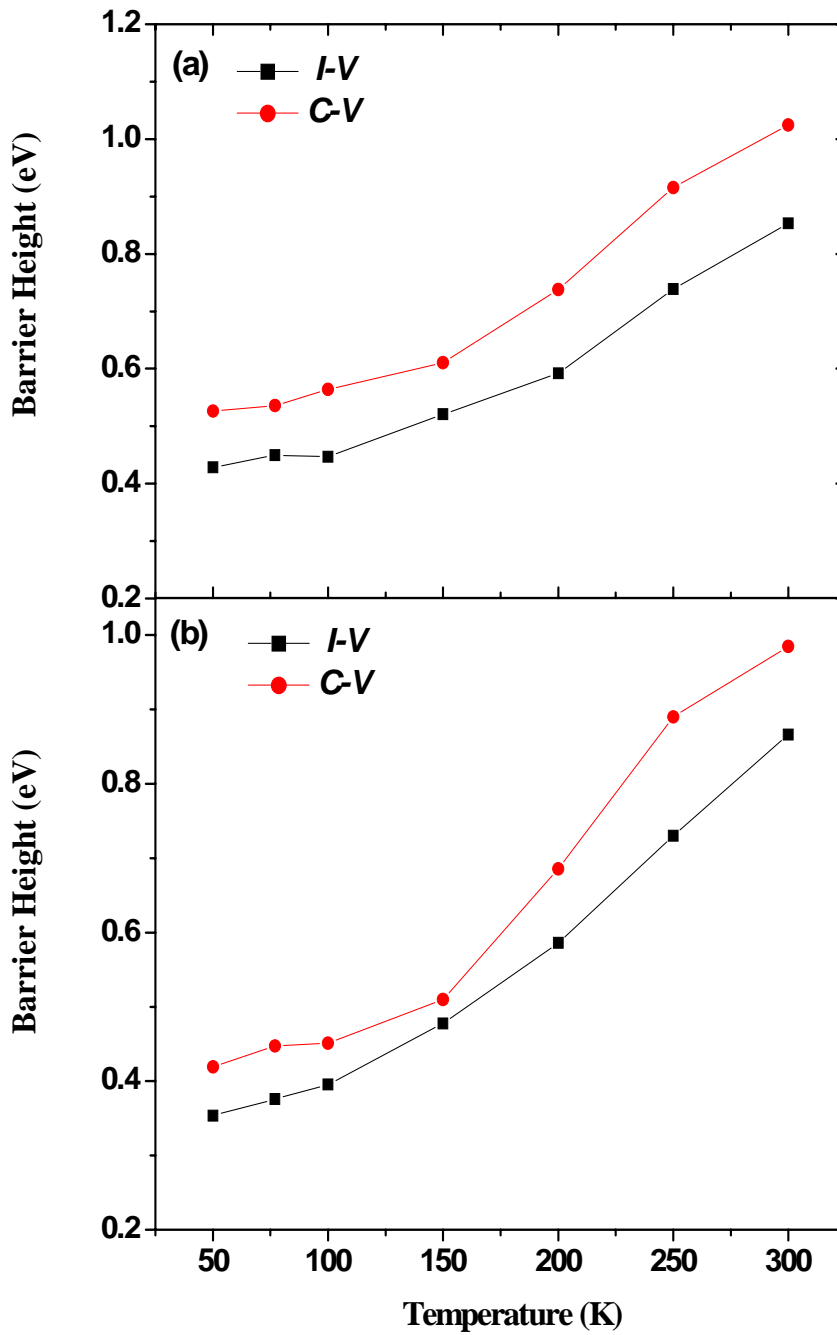 1.2
(a)
I-V
C-V
1.0
0.8
0.6
0.4
0.2
Barrier Height (eV)
(b)
I-V
C-V
1.0
0.8
0.6
0.4
0.2
Barrier Height (eV)
50 100 150 200 250 300
Temperature (K)